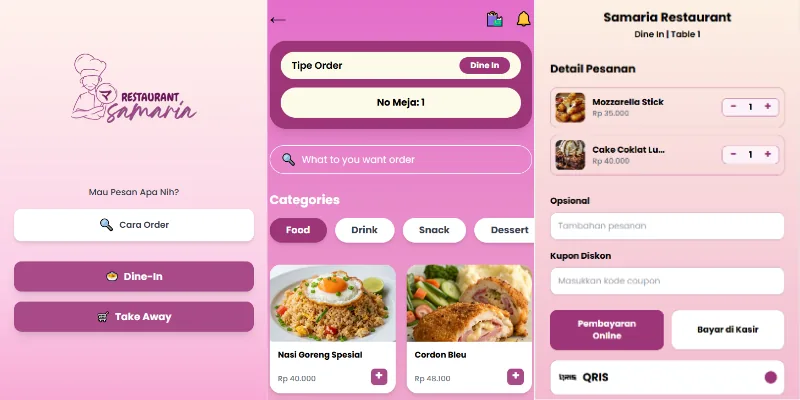 RESTAURANT
samaria
Mau Pesan Apa Nih?
Cara Order
Dine-In
Take Away
Tipe Order
Dine In
No Meja: 1
What to you want order
Categories
Food
Drink
Snack
Dessert
Nasi Goreng Spesial
Rp 40.000
+
Cordon Bleu
Rp 48.100
+
Samaria Restaurant
Dine In | Table 1
Detail Pesanan
Mozzarella Stick
Rp 35.000
- 1 +
Cake Coklat Lu...
Rp 40.000
- 1 +
Opsional
Tambahan pesanan
Kupon Diskon
Masukkan kode coupon
Pembayaran
Online
Bayar di Kasir
QRIS